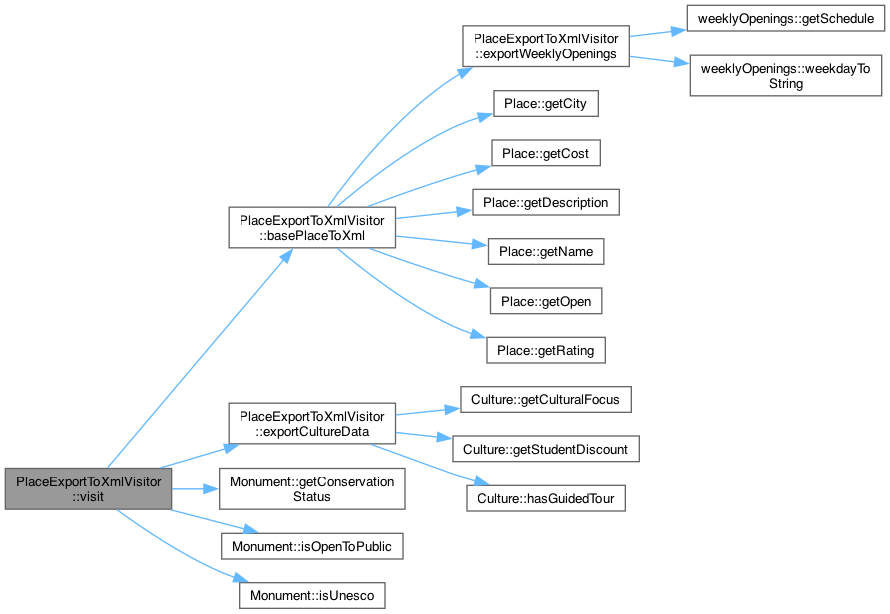 weeklyOpenings::getSchedule
PlaceExportToXmlVisitor
::exportWeeklyOpenings
weeklyOpenings::weekdayTo
String
Place::getCity
Place::getCost
Place::getDescription
PlaceExportToXmlVisitor
::basePlaceToXml
Place::getName
Place::getOpen
Place::getRating
Culture::getCulturalFocus
PlaceExportToXmlVisitor
::exportCultureData
Culture::getStudentDiscount
PlaceExportToXmlVisitor
::visit
Monument::getConservation
Status
Culture::hasGuidedTour
Monument::isOpenToPublic
Monument::isUnesco